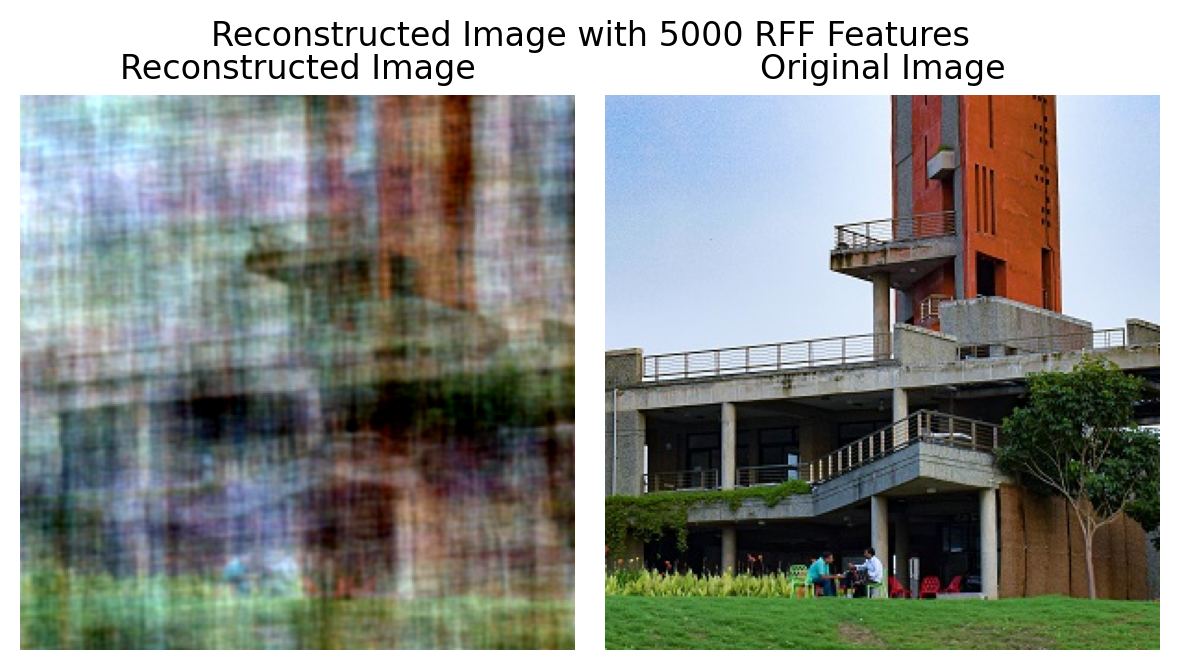 Reconstructed Image with 5000 RFF Features
Reconstructed Image
Original Image